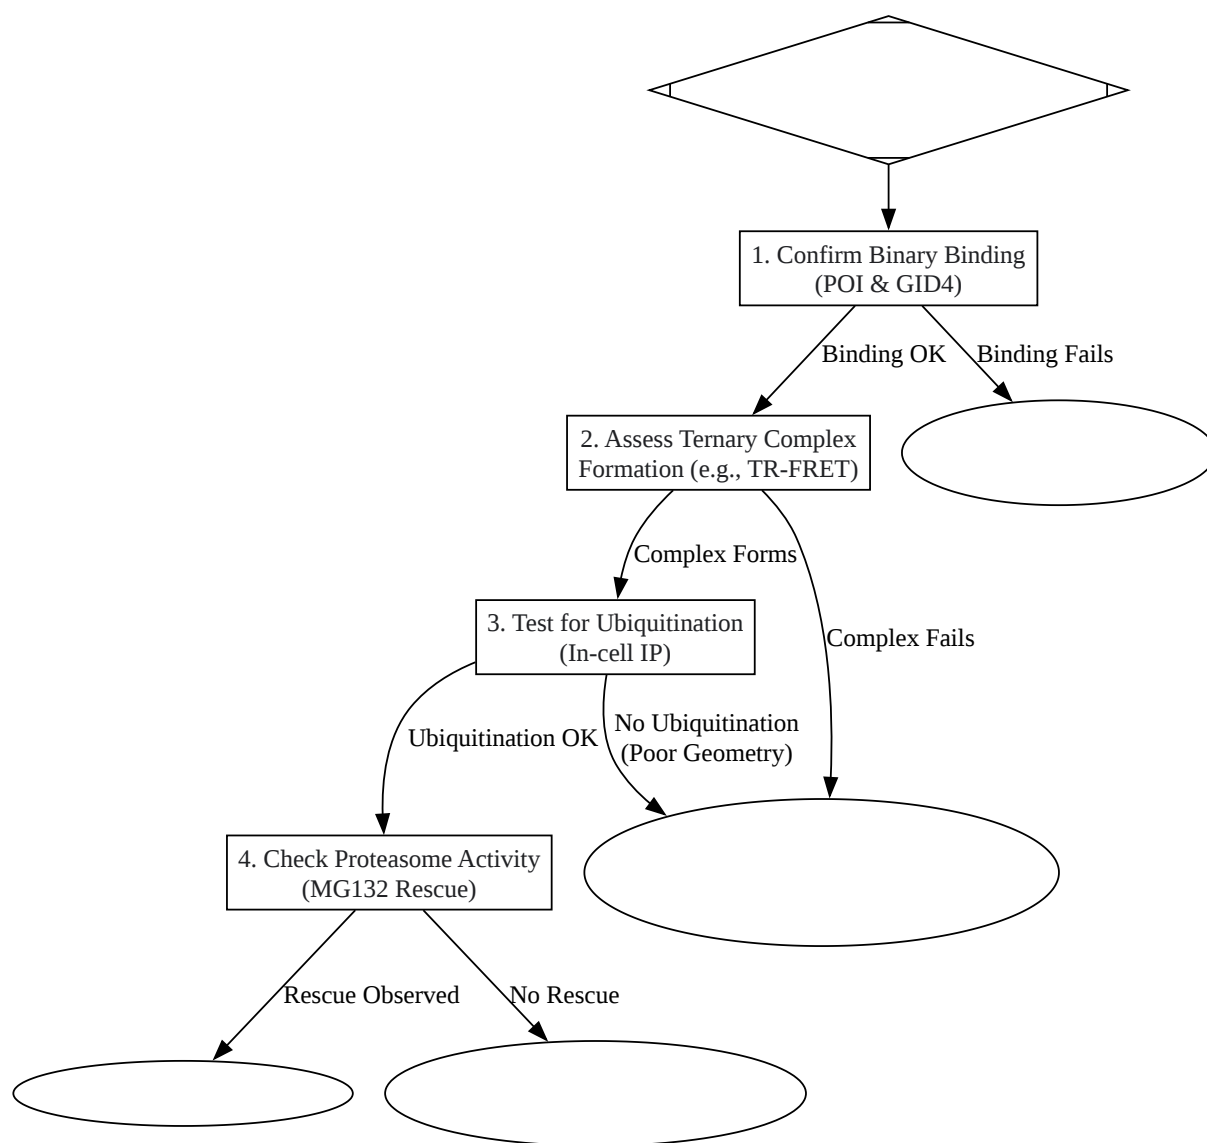 1. Confirm Binary Binding
(POI & GID4)
Binding OK
Binding Fails
2. Assess Ternary Complex
Formation (e.g., TR-FRET)
Complex Forms
Complex Fails
3. Test for Ubiquitination
(In-cell IP)
Ubiquitination OK
No Ubiquitination
(Poor Geometry)
4. Check Proteasome Activity
(MG132 Rescue)
Rescue Observed
No Rescue